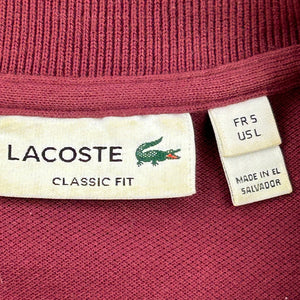 LACOSTE
CLASSIC FIT
FR 5
US L
MADE IN EL
SALVADOR